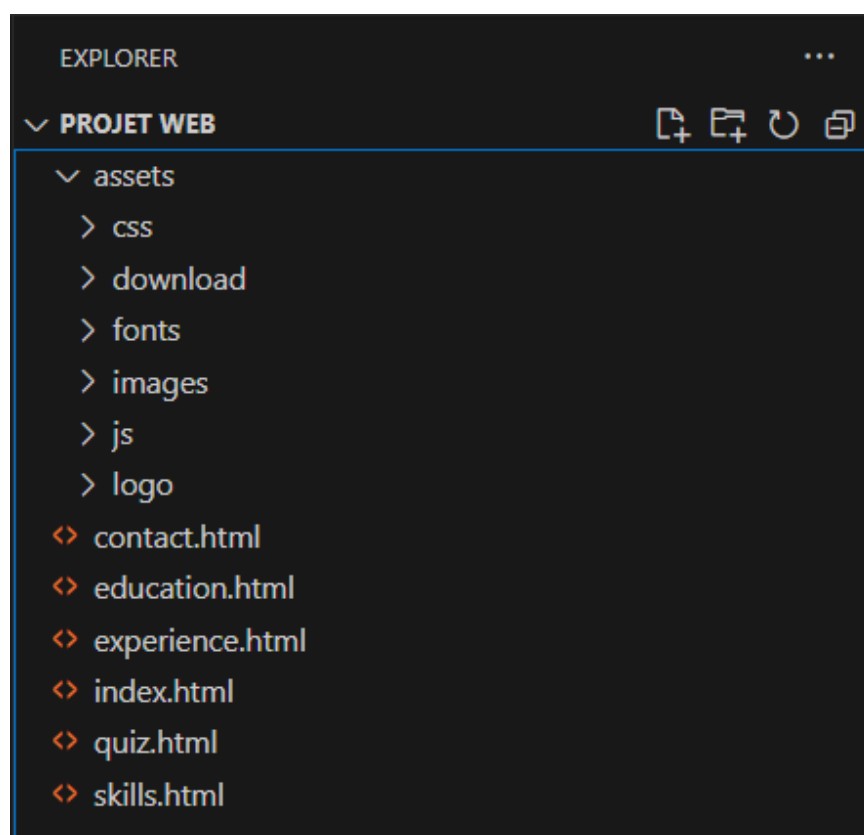 EXPLORER
PROJET WEB
assets
css
download
fonts
images
js
logo
contact.html
education.html
experience.html
index.html
quiz.html
skills.html